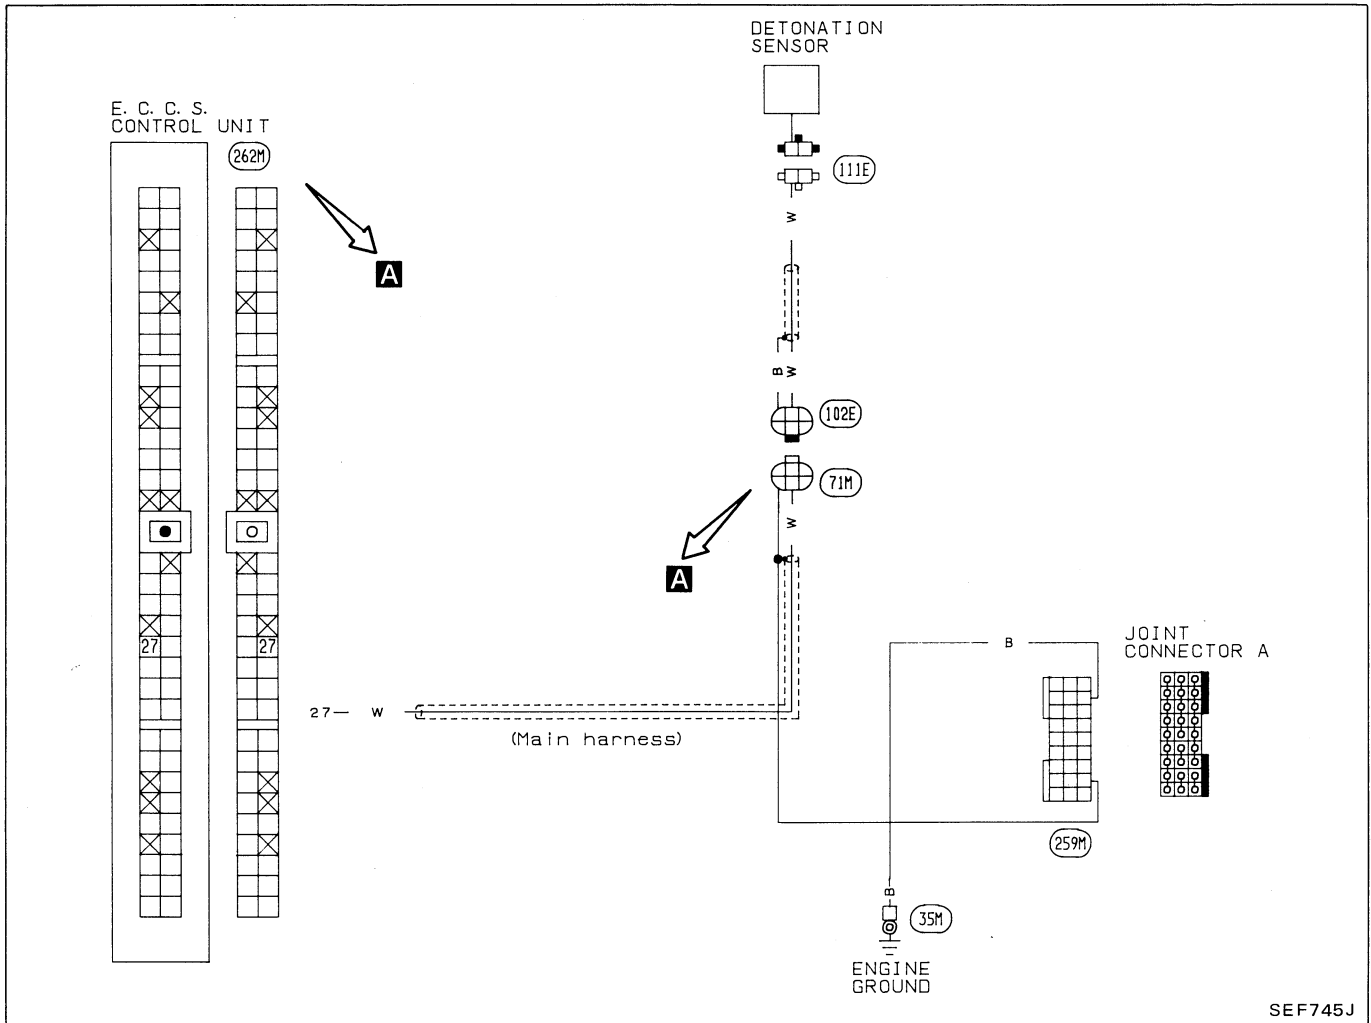 DETONATION
SENSOR
E. C. C. S.
CONTROL UNIT
262M
111E
A
W
B W
102E
71M
W
A
27 27
JOINT
CONNECTOR A
B
27— W
(Main harness)
259M
B
35M
ENGINE
GROUND
SEF745J